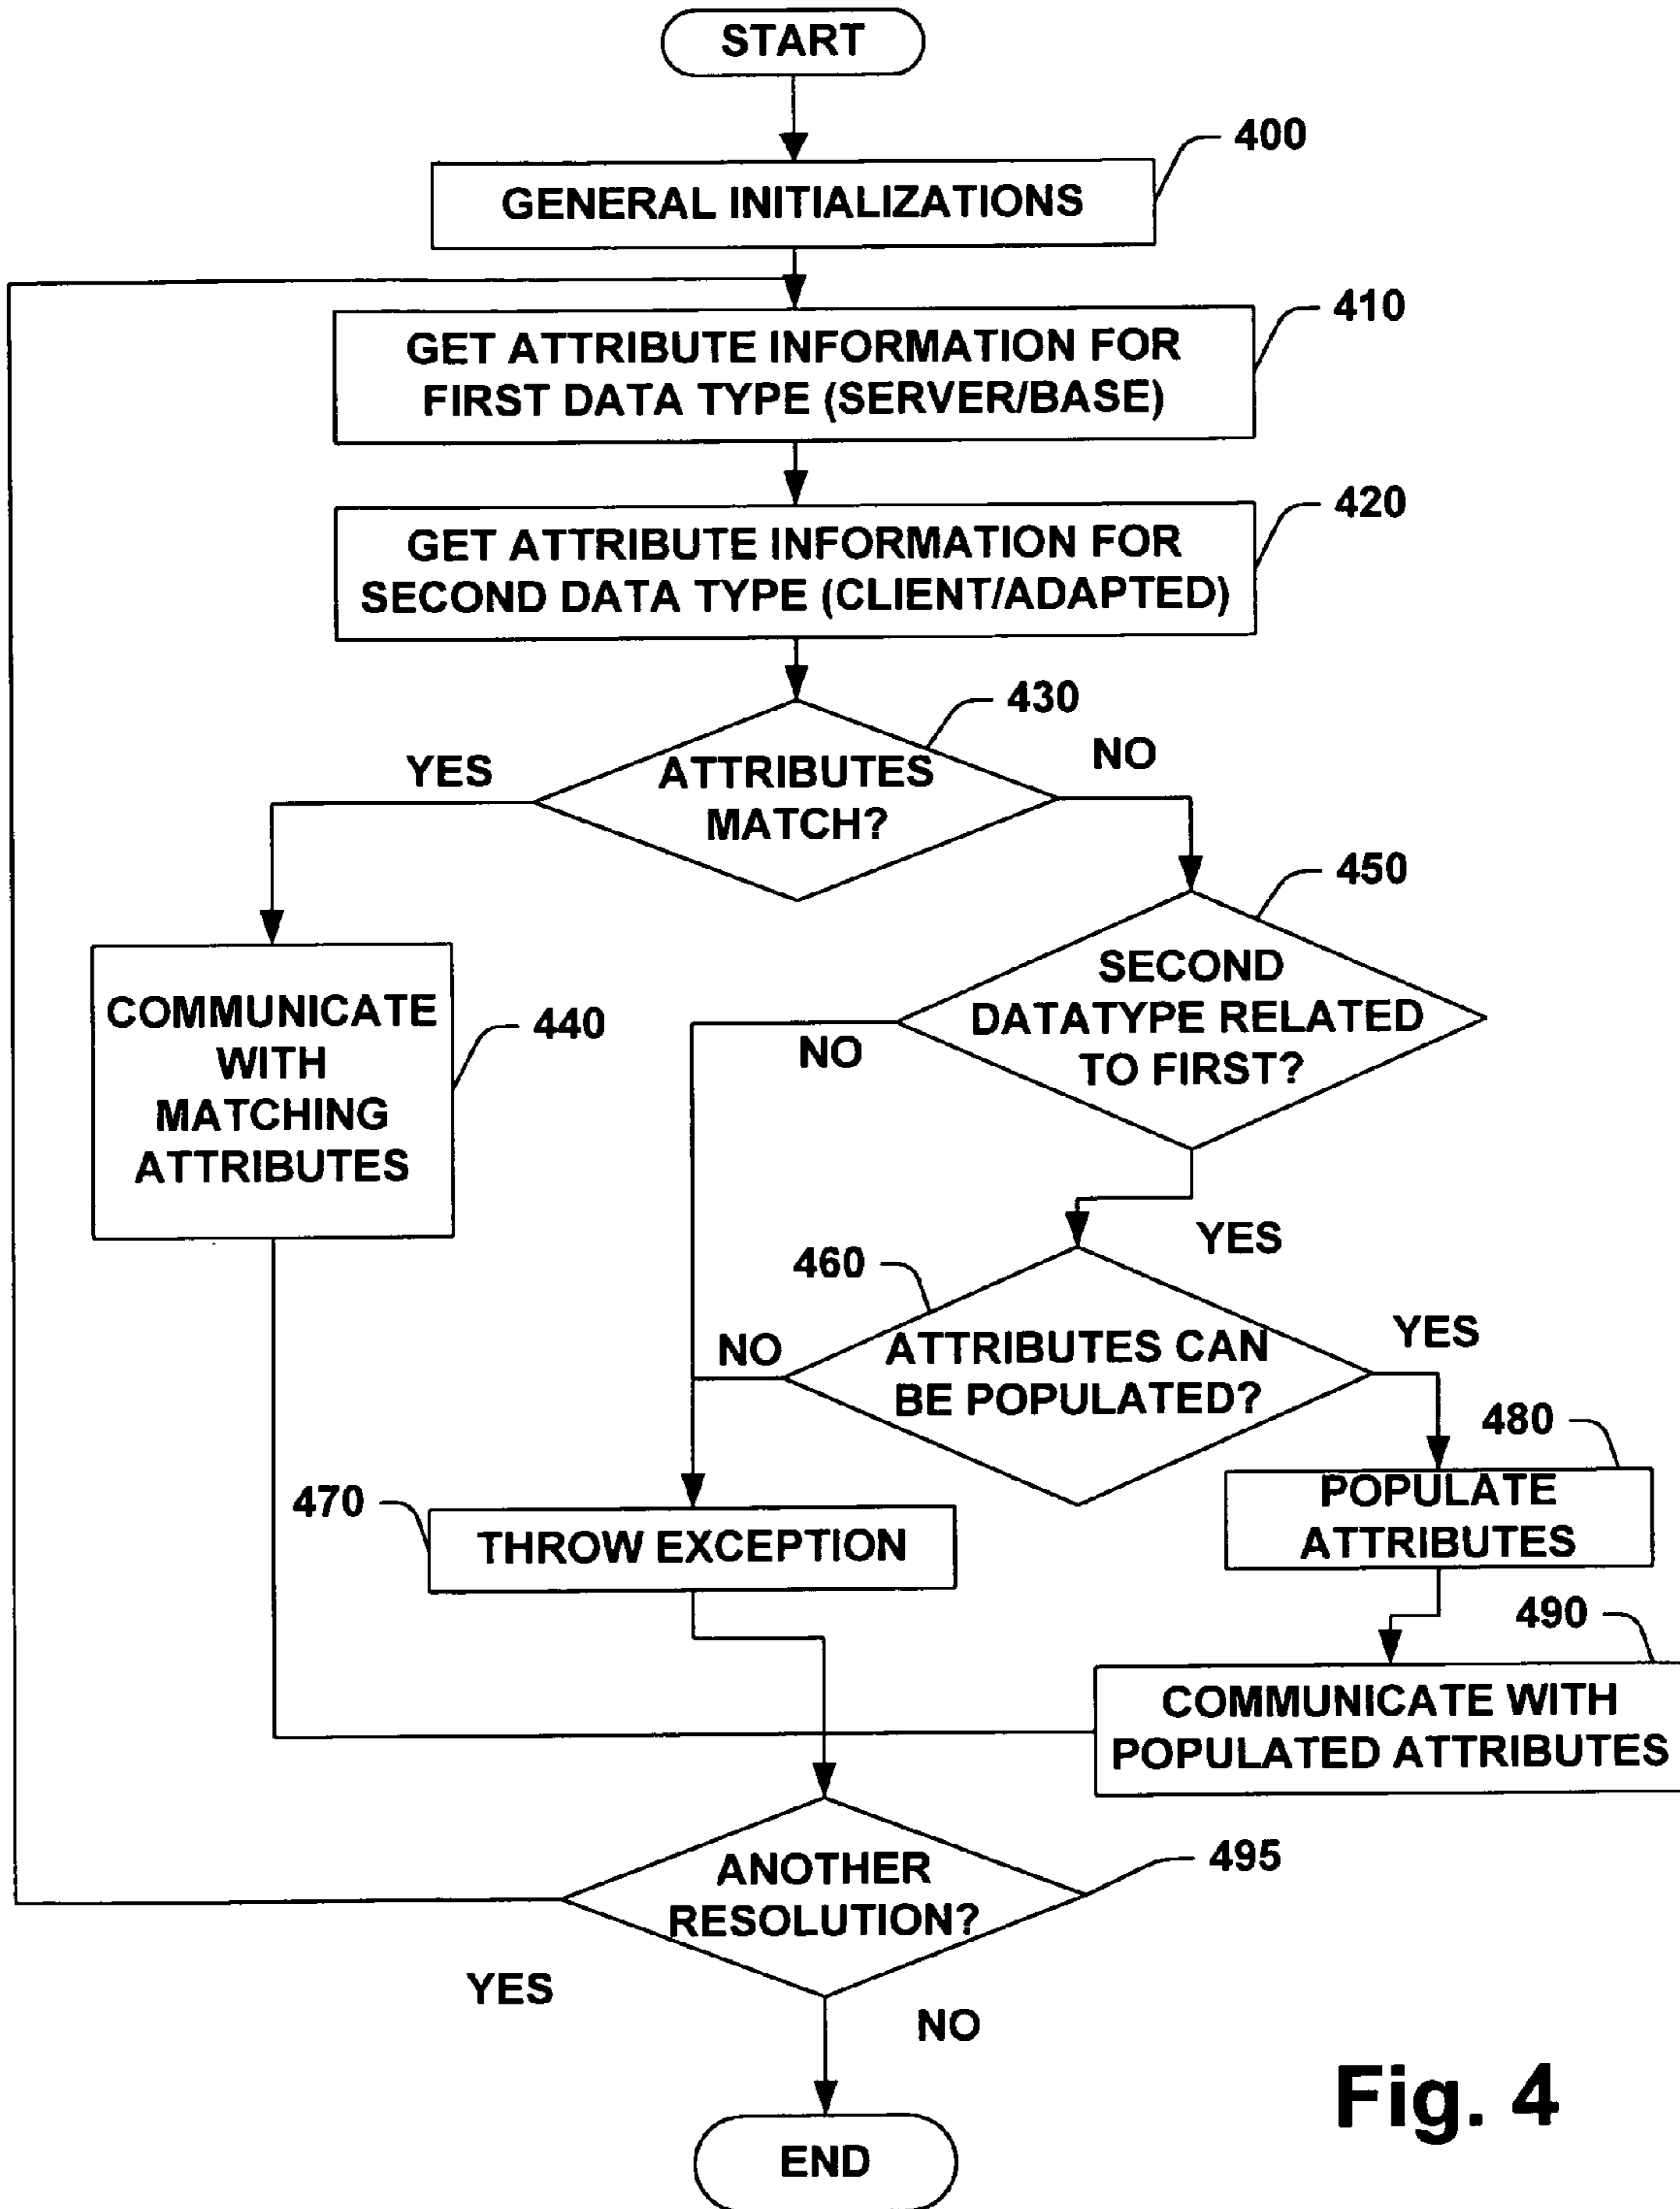 START
400
GENERAL INITIALIZATIONS
410
GET ATTRIBUTE INFORMATION FOR
FIRST DATA TYPE (SERVER/BASE)
420
GET ATTRIBUTE INFORMATION FOR
SECOND DATA TYPE (CLIENT/ADAPTED)
430
YES
NO
ATTRIBUTES
MATCH?
450
SECOND
DATATYPE RELATED
TO FIRST?
COMMUNICATE
WITH
MATCHING
ATTRIBUTES
440
NO
YES
460
NO
YES
ATTRIBUTES CAN
BE POPULATED?
480
POPULATE
ATTRIBUTES
470
THROW EXCEPTION
490
COMMUNICATE WITH
POPULATED ATTRIBUTES
495
ANOTHER
RESOLUTION?
YES
NO
END
Fig. 4